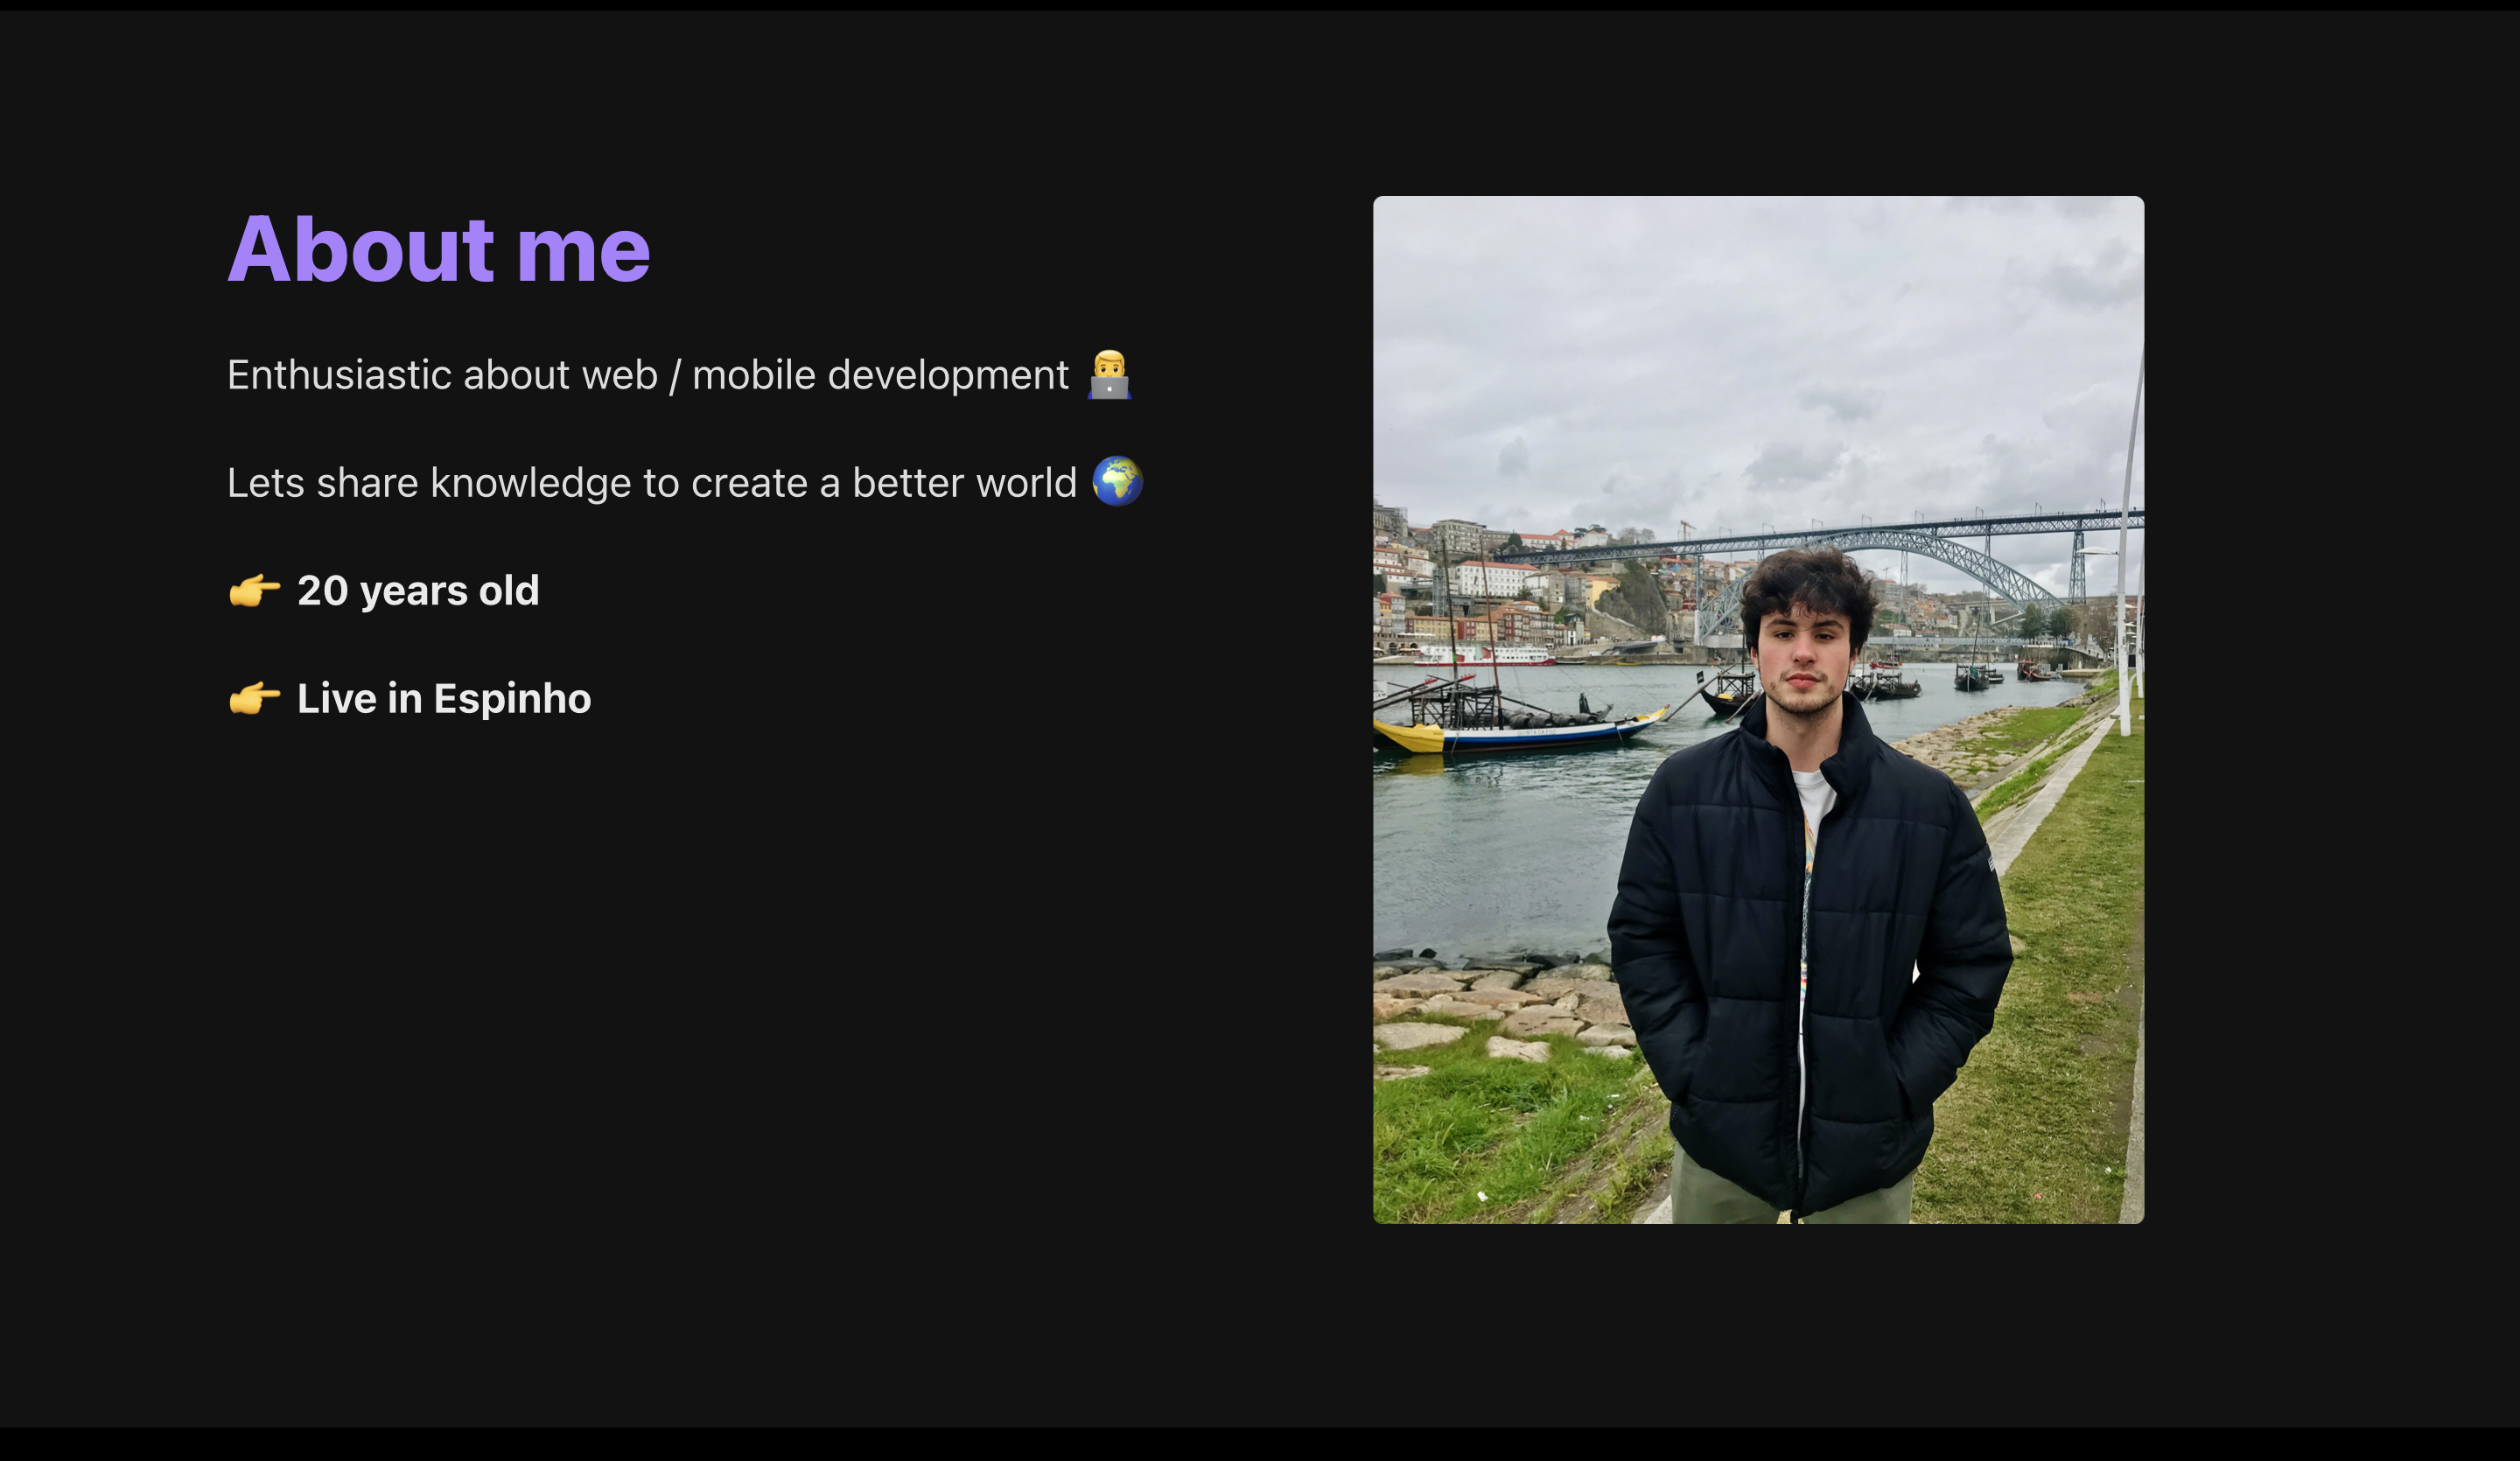 About me
Enthusiastic about web / mobile development 👨‍💻
Lets share knowledge to create a better world 🌍
👉 20 years old
👉 Live in Espinho